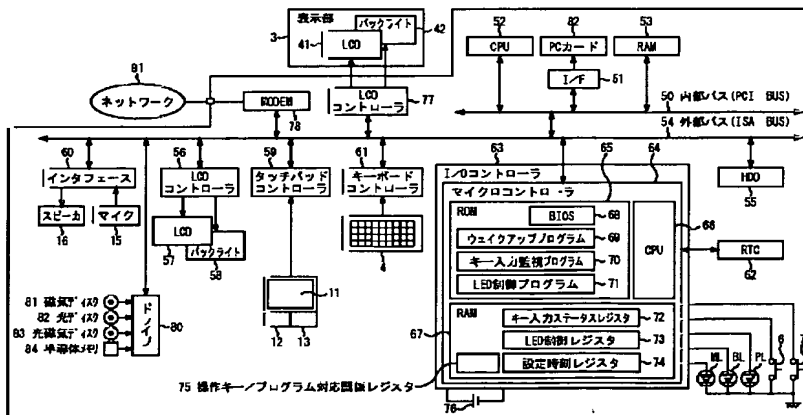 3
表示部
バックライト
41
LCD
42
52
82
53
CPU
PCカード
RAM
I/F
51
91
ネットワーク
MODEM
78
LCD
コントローラ
77
50 内部バス(PCI BUS)
54 外部バス(ISA BUS)
60
インタフェース
56
LCD
コントローラ
59
タッチパッド
コントローラ
61
キーボード
コントローラ
スピーカ
16
マイク
15
LCD
57
バックライト
58
4
11
12
13
81 磁気ディスク
82 光ディスク
83 光磁気ディスク
84 半導体メモリ
ドライブ
80
63
I/Oコントローラ
65
64
マイクロコントローラ
ROM
BIOS
68
ウェイクアップログラム
69
キー入力監視プログラム
70
LED制御プログラム
71
CPU
66
HDD
55
RTC
62
67
RAM
キー入力ステータスレジスタ
72
LED制御レジスタ
73
設定時刻レジスタ
74
75 操作キー/プログラム対応関係レジスタ
76
ML
BL
PL
6
7